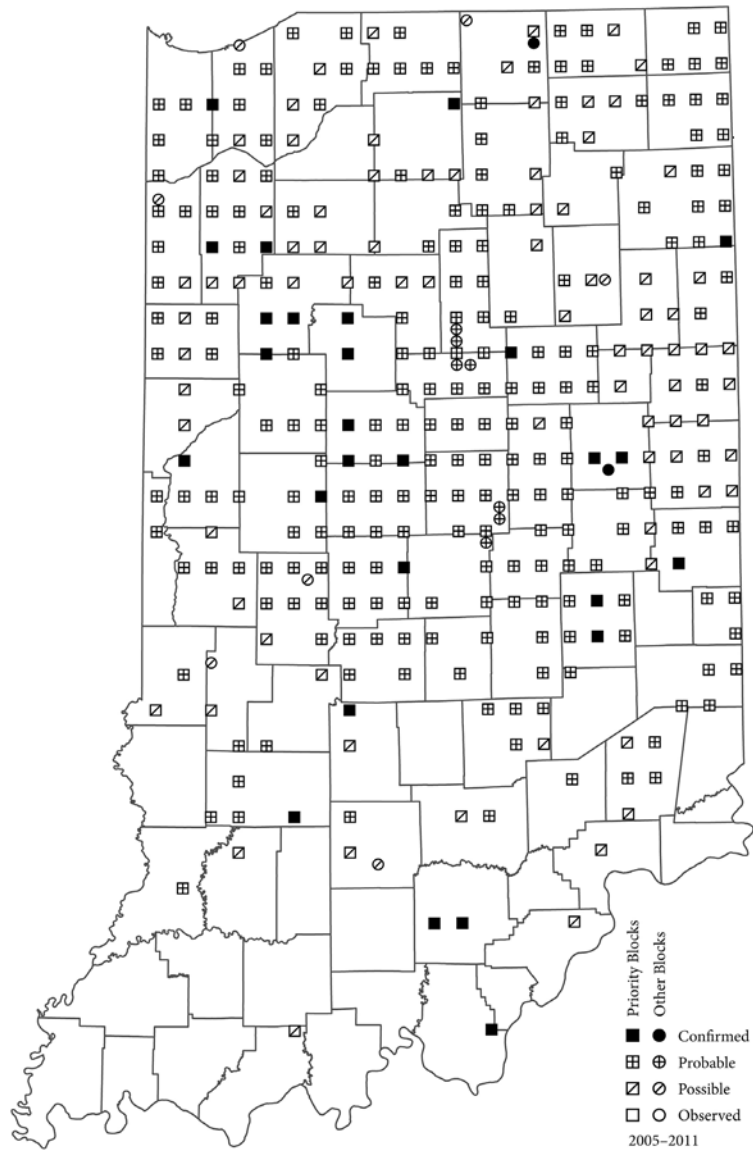 Priority Blocks
Other Blocks
Confirmed
Probable
Possible
Observed
2005–2011